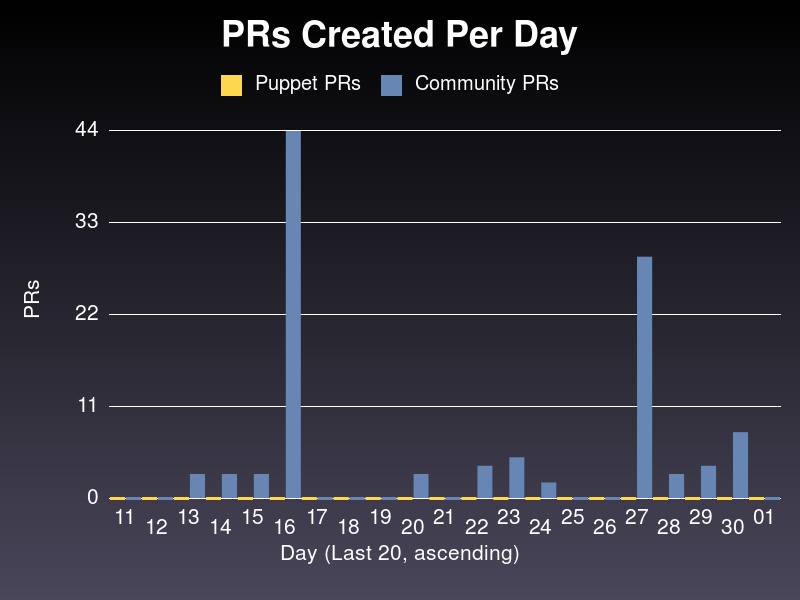 PRs Created Per Day
Puppet PRs Community PRs
44
33
22
11
0
PRs
11 12 13 14 15 16 17 18 19 20 21 22 23 24 25 26 27 28 29 30 01
Day (Last 20, ascending)